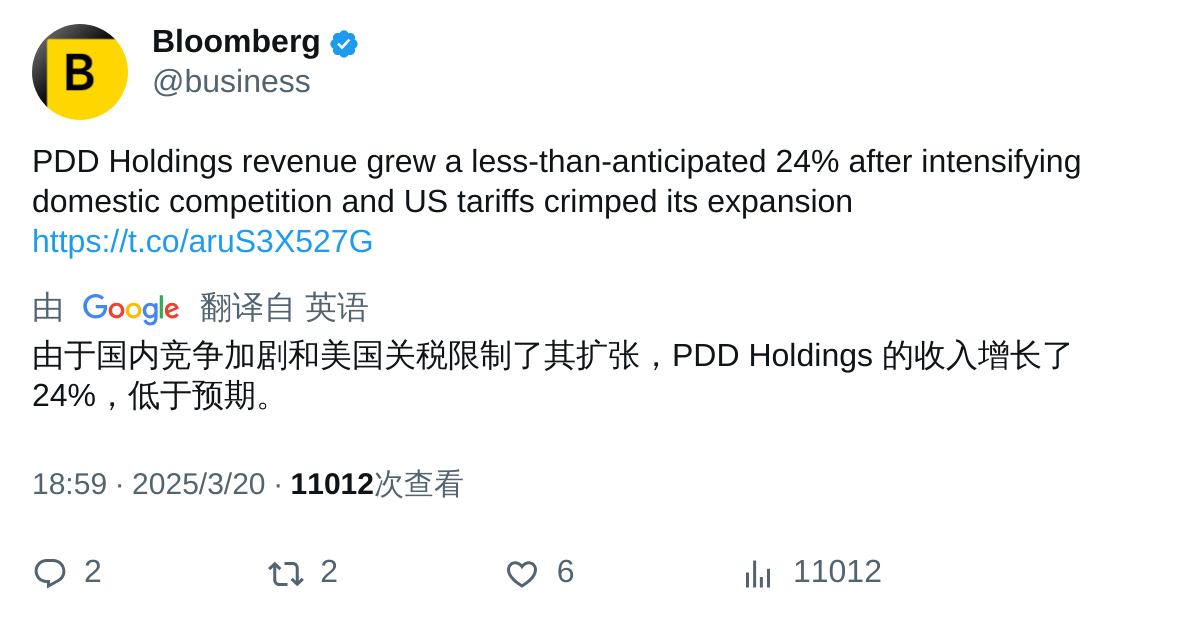 B
Bloomberg
@business
PDD Holdings revenue grew a less-than-anticipated 24% after intensifying
domestic competition and US tariffs crimped its expansion
https://t.co/aruS3X527G
由 Google 翻译自 英语
由于国内竞争加剧和美国关税限制了其扩张，PDD Holdings 的收入增长了
24%，低于预期。
18:59 · 2025/3/20 · 11012次查看
2 2 6 11012